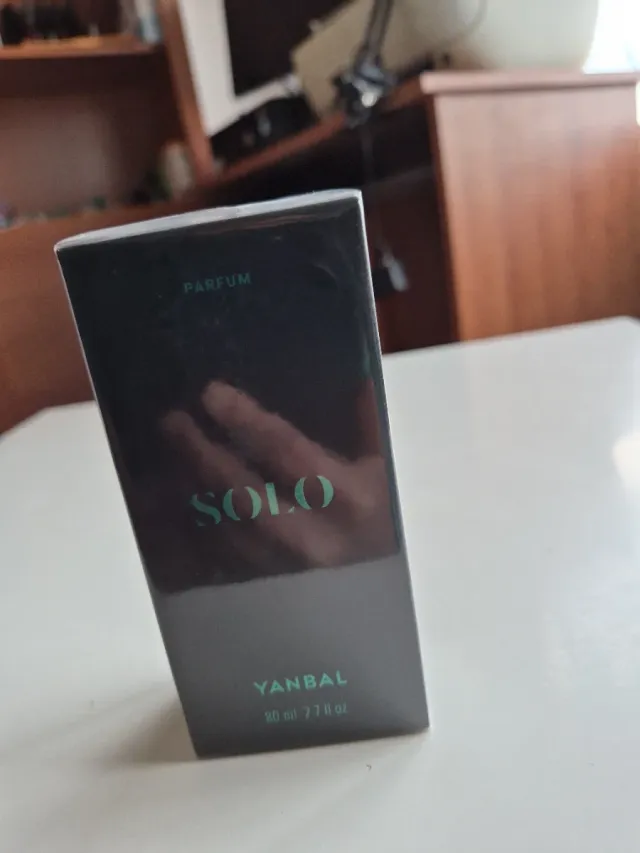 PARFUM
SOLO
YANBAL
80 ml 2.7 fl oz